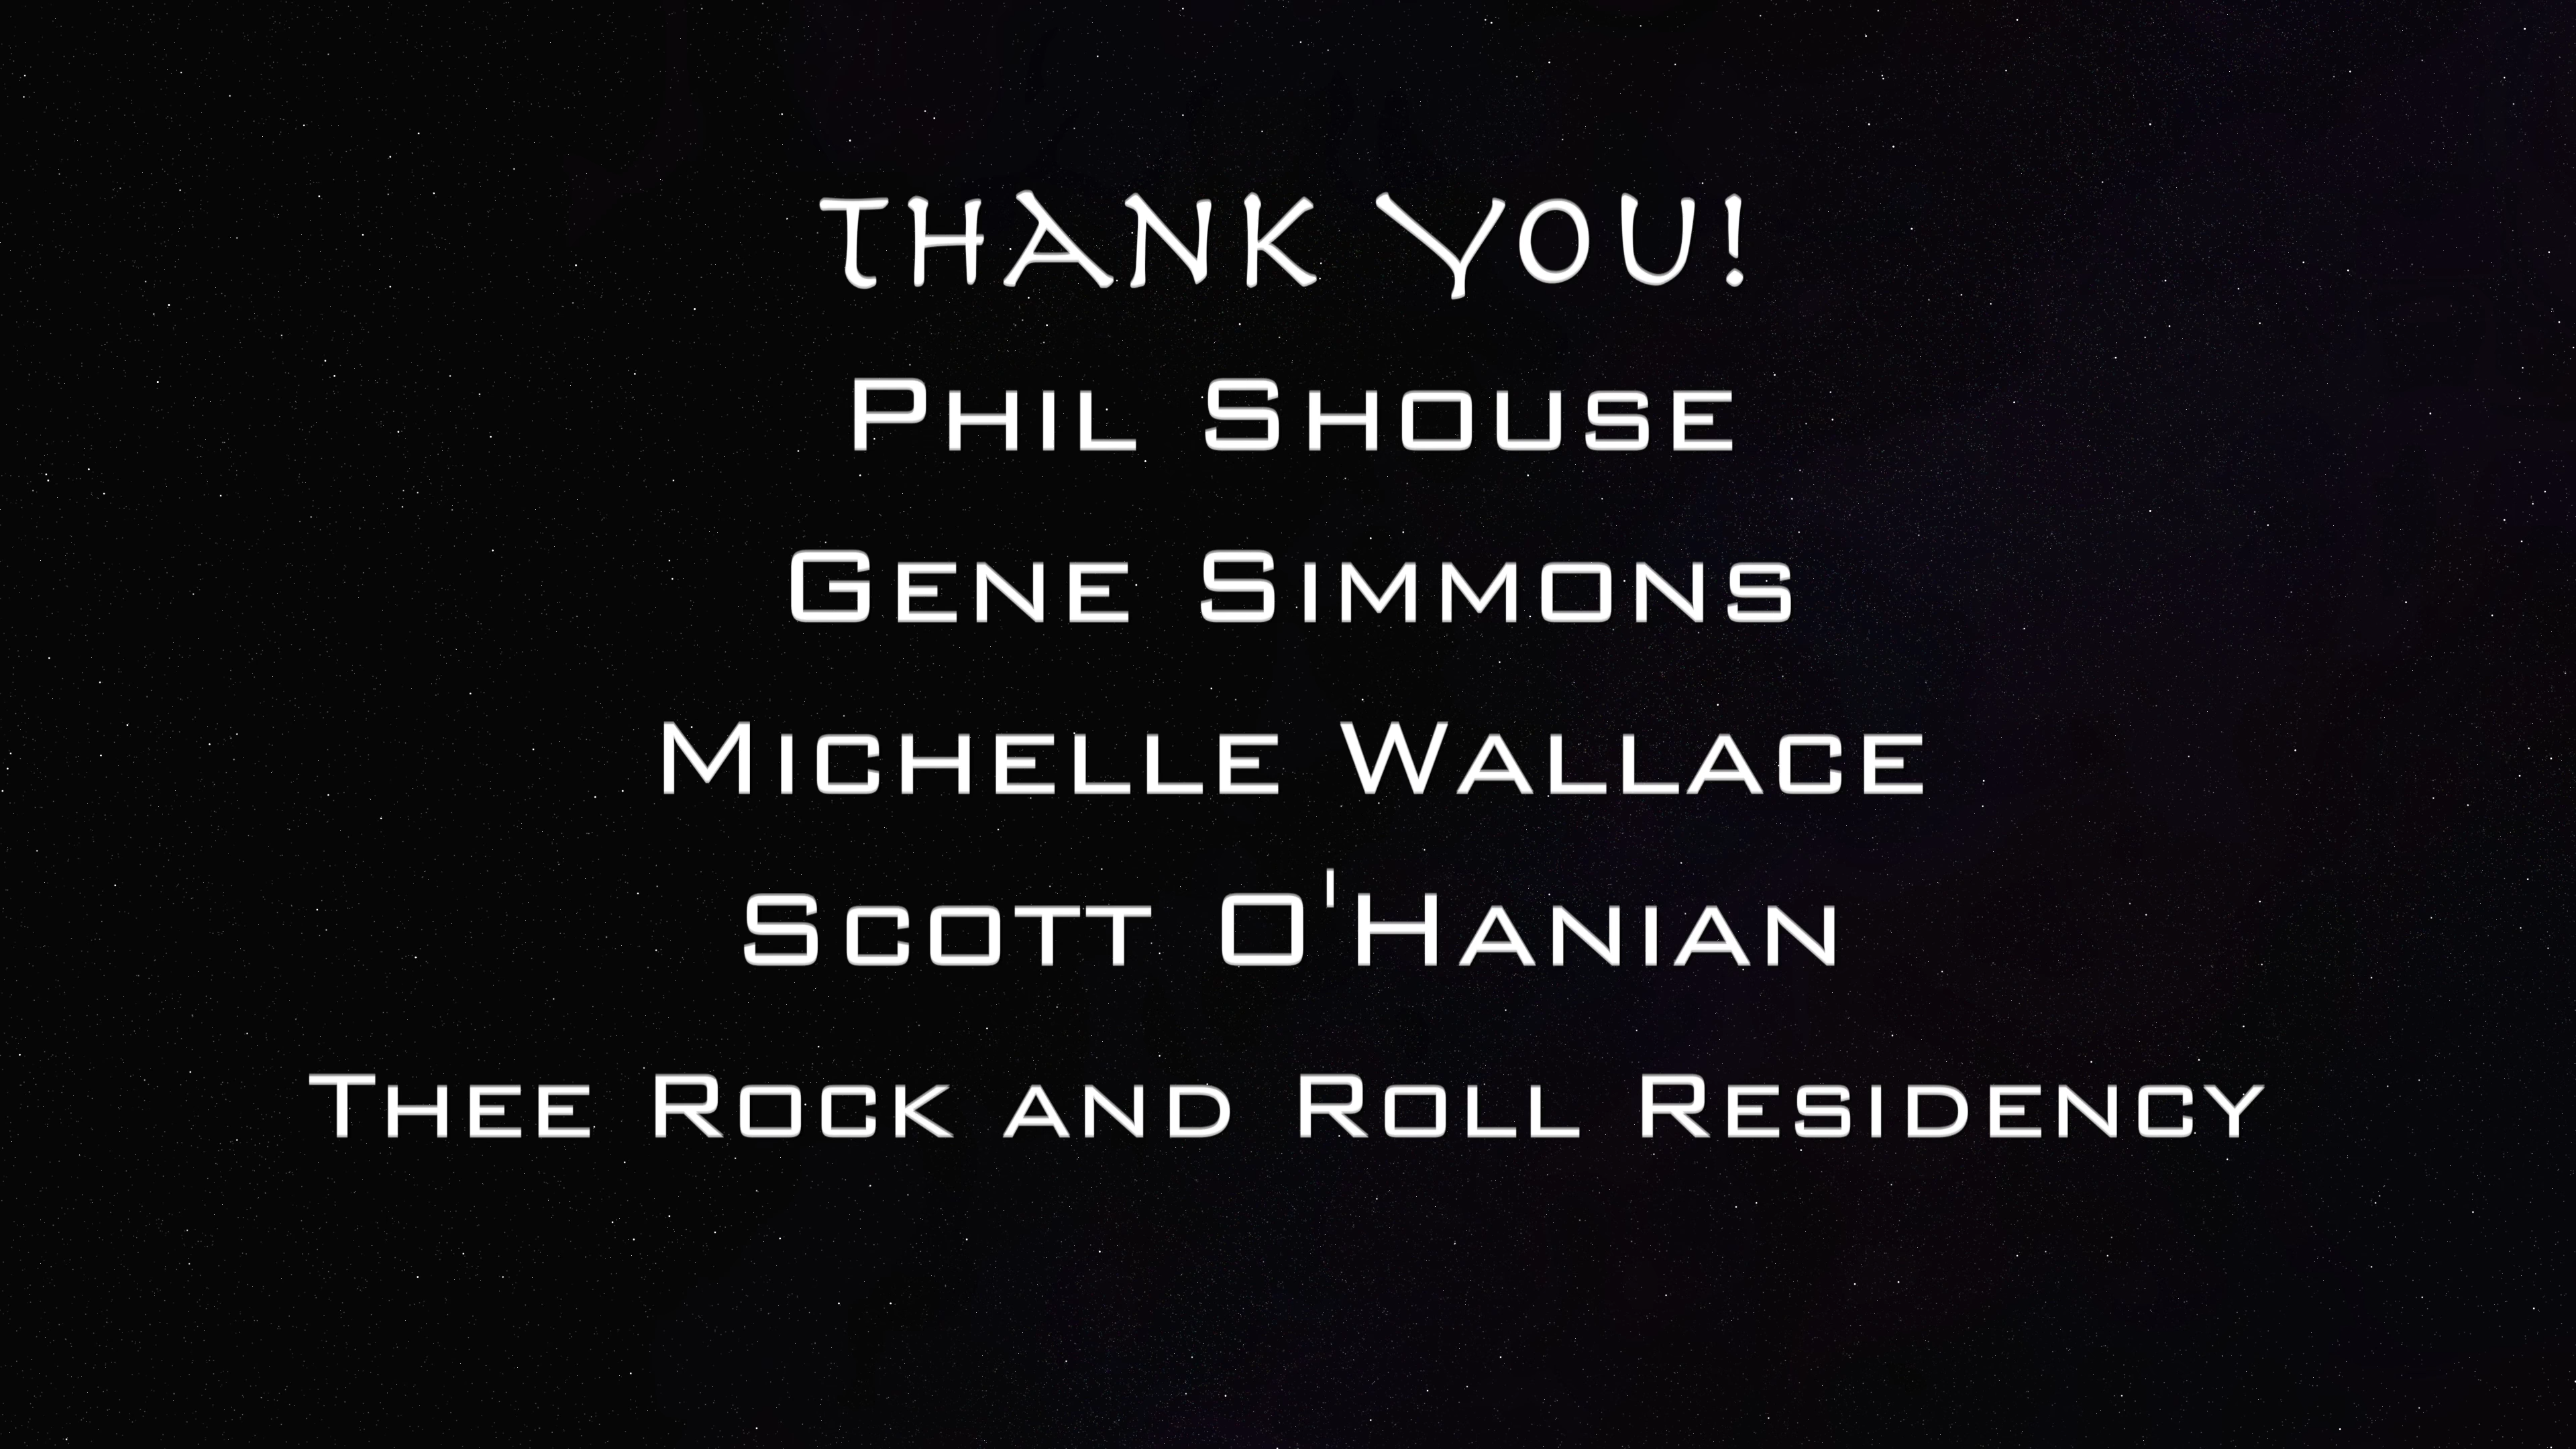 THANK YOU!
Phil Shouse
Gene Simmons
Michelle Wallace
Scott O'Hanian
Thee Rock and Roll Residency